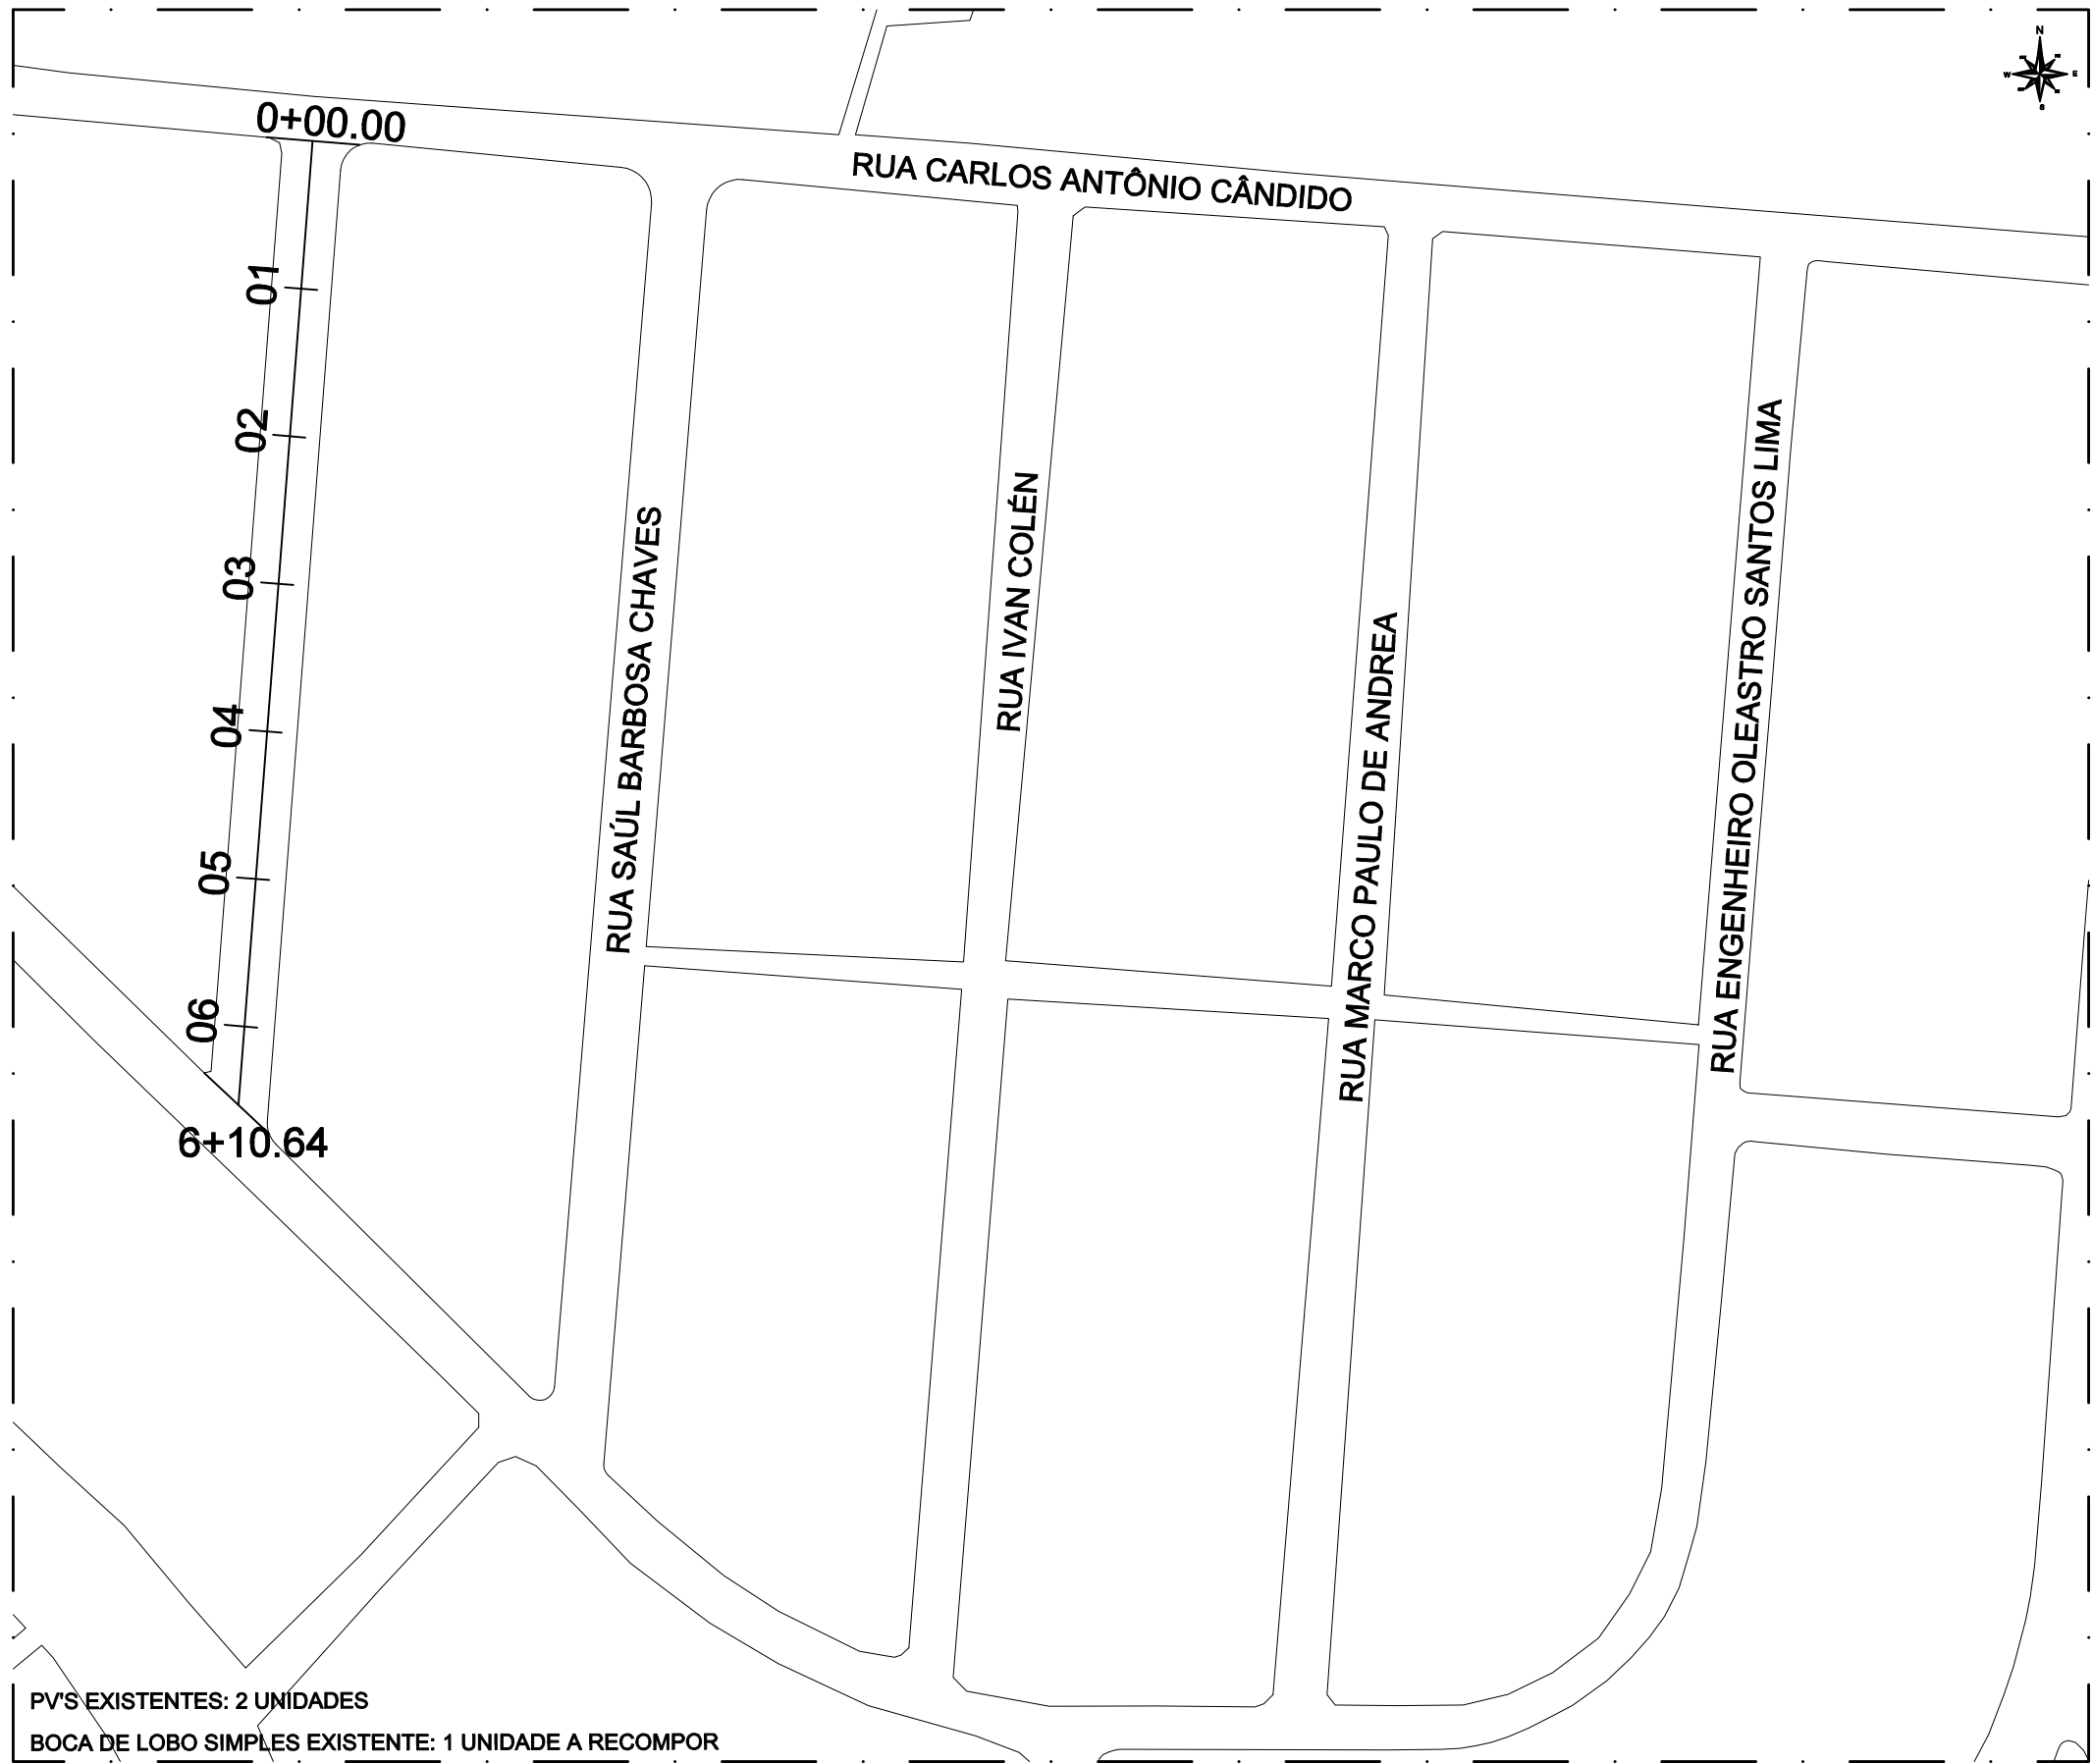 N
W
E
S
0+00.00
RUA CARLOS ANTÔNIO CÂNDIDO
01
02
03
04
05
06
6+10.64
RUA SAÚL BARBOSA CHAVES
RUA IVAN COLÉN
RUA MARCO PAULO DE ANDREA
RUA ENGENHEIRO OLEASTRO SANTOS LIMA
PV'S EXISTENTES: 2 UNIDADES
BOCA DE LOBO SIMPLES EXISTENTE: 1 UNIDADE A RECOMPOR